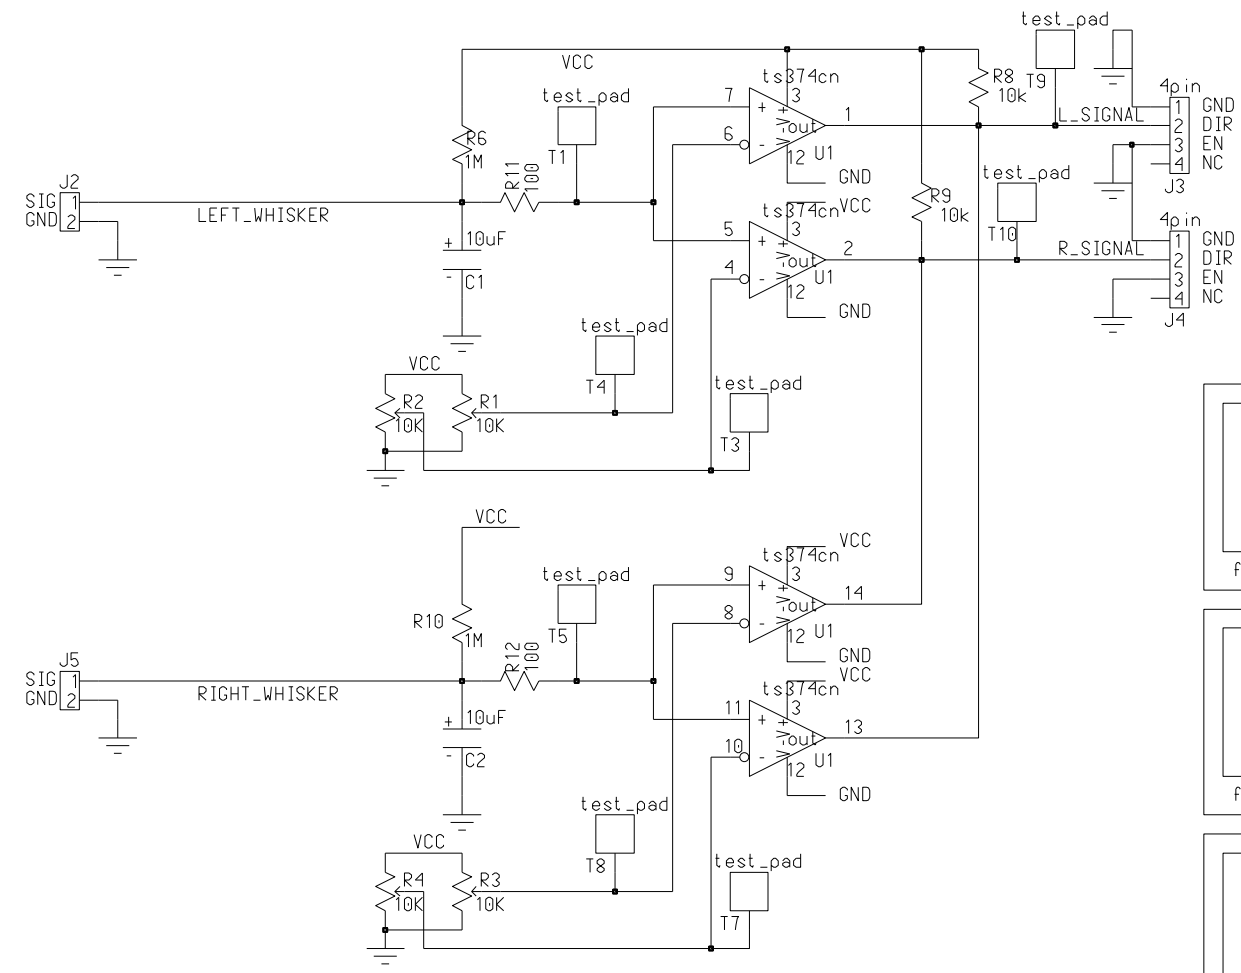 test_pad
VCC
ts374cn
R8
10k
T9
4pin
test_pad
7
+
3
+
V
-
out
1
L_SIGNAL
1
GND
2
DIR
3
EN
4
NC
J3
6
-
V
12
U1
GND
R6
1M
T1
R11
100
test_pad
J2
SIG
1
GND
2
LEFT_WHISKER
ts374cn
VCC
R9
10k
T10
4pin
+
10uF
-
C1
5
+
3
+
V
-
out
2
R_SIGNAL
1
GND
2
DIR
3
EN
4
NC
J4
4
-
V
12
U1
GND
test_pad
T4
VCC
R2
10K
R1
10K
test_pad
T3
VCC
ts374cn
VCC
test_pad
9
+
3
+
V
-
out
14
8
-
V
12
U1
GND
R10
1M
T5
R12
100
J5
SIG
1
GND
2
RIGHT_WHISKER
ts374cn
VCC
+
10uF
-
C2
11
+
3
+
V
-
out
13
10
-
V
12
U1
GND
test_pad
T8
VCC
R4
10K
R3
10K
test_pad
T7
f
f